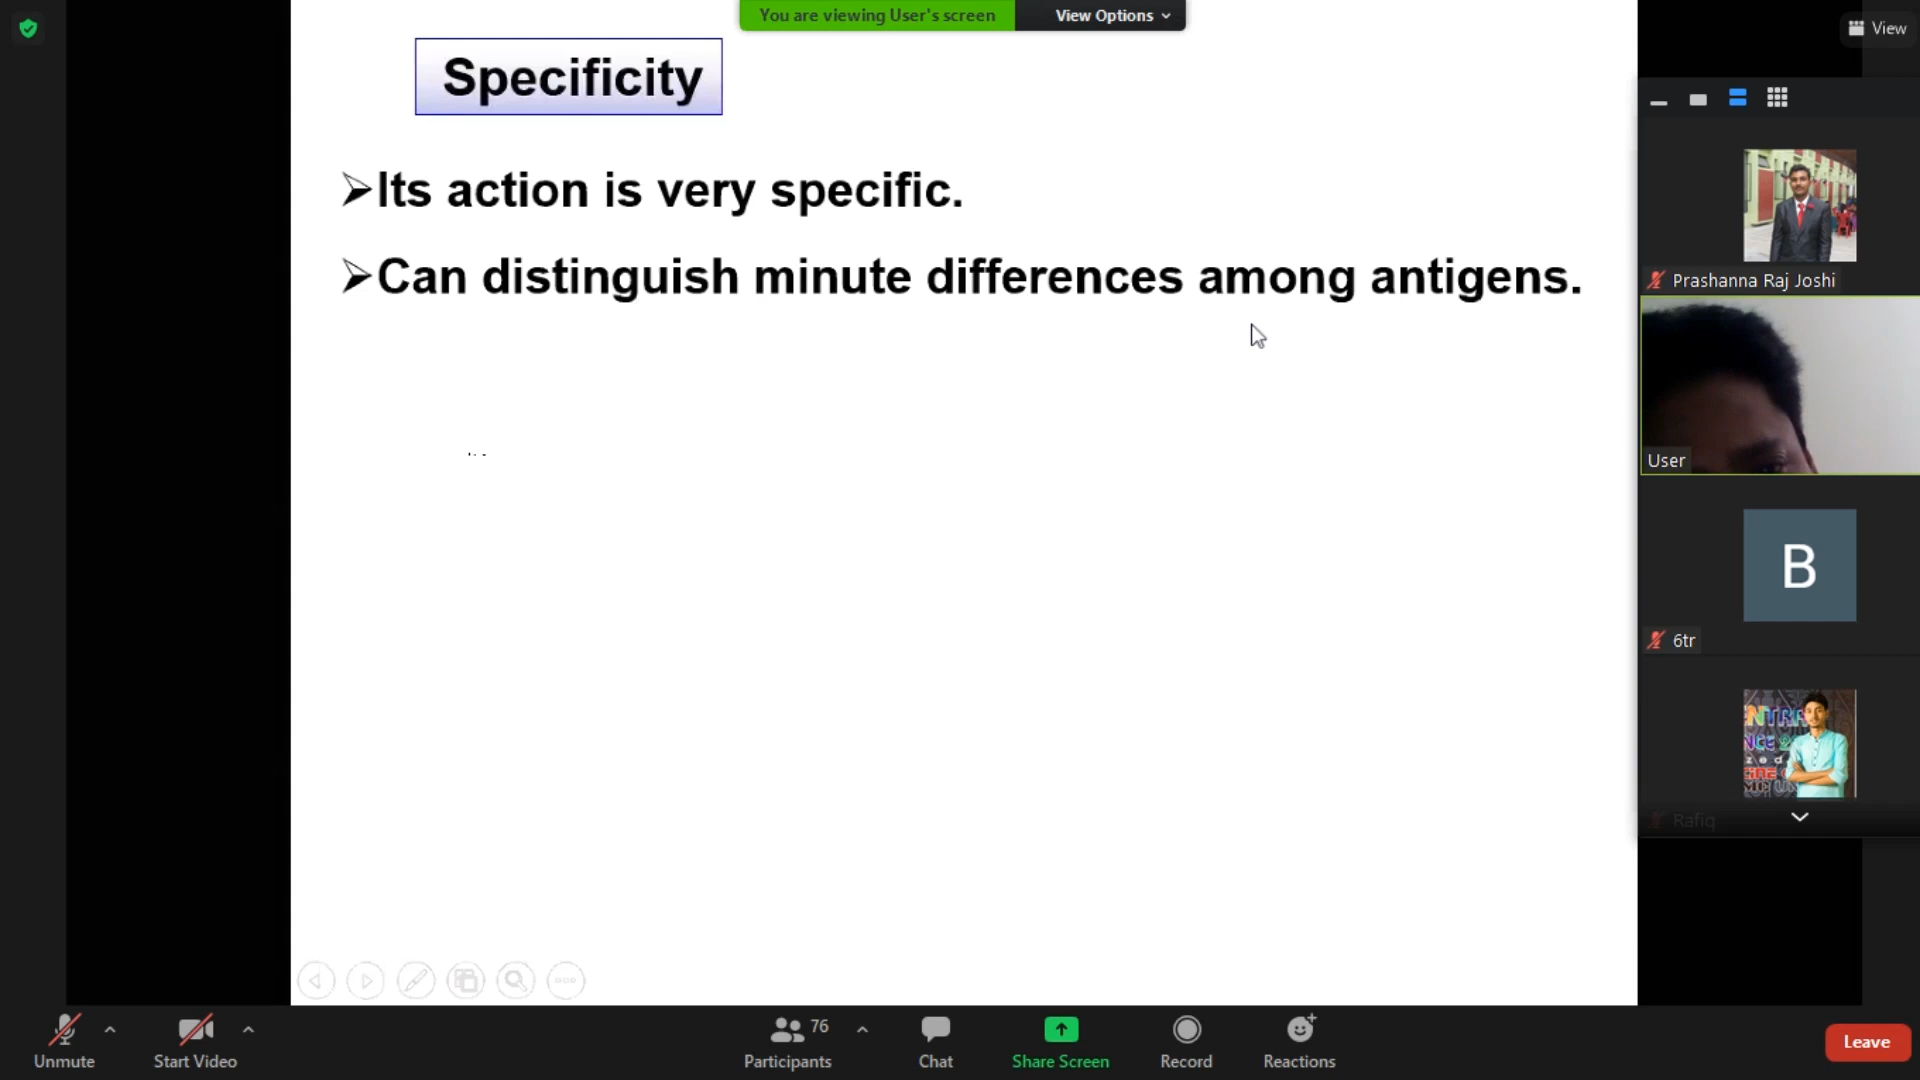 You are viewing User's screen
View Options
View
Specificity
➢Its action is very specific.
➢Can distinguish minute differences among antigens.
Prashanna Raj Joshi
User
B
6tr
Rafiq
Unmute
Start Video
76
Participants
Chat
Share Screen
Record
Reactions
Leave